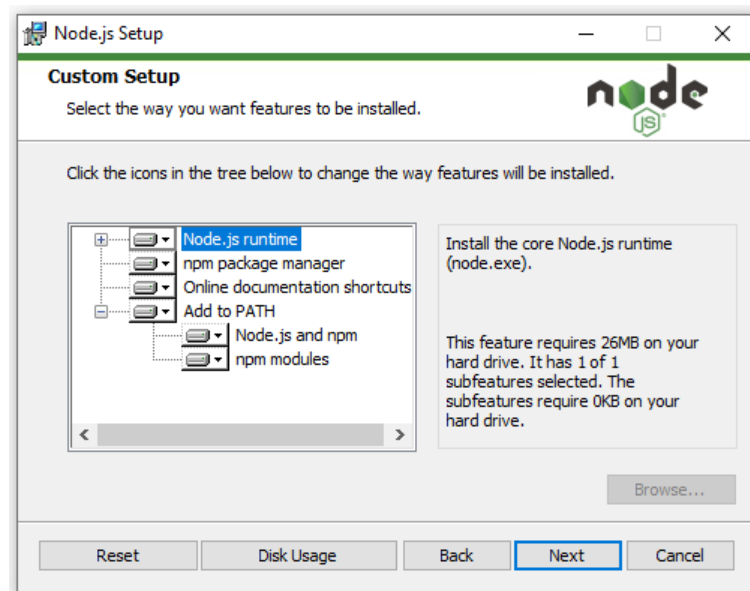 Node.js Setup
Custom Setup
Select the way you want features to be installed.
node
JS
Click the icons in the tree below to change the way features will be installed.
Node.js runtime
npm package manager
Online documentation shortcuts
Add to PATH
Node.js and npm
npm modules
Install the core Node.js runtime
(node.exe).
This feature requires 26MB on your
hard drive. It has 1 of 1
subfeatures selected. The
subfeatures require 0KB on your
hard drive.
Browse...
Reset
Disk Usage
Back
Next
Cancel